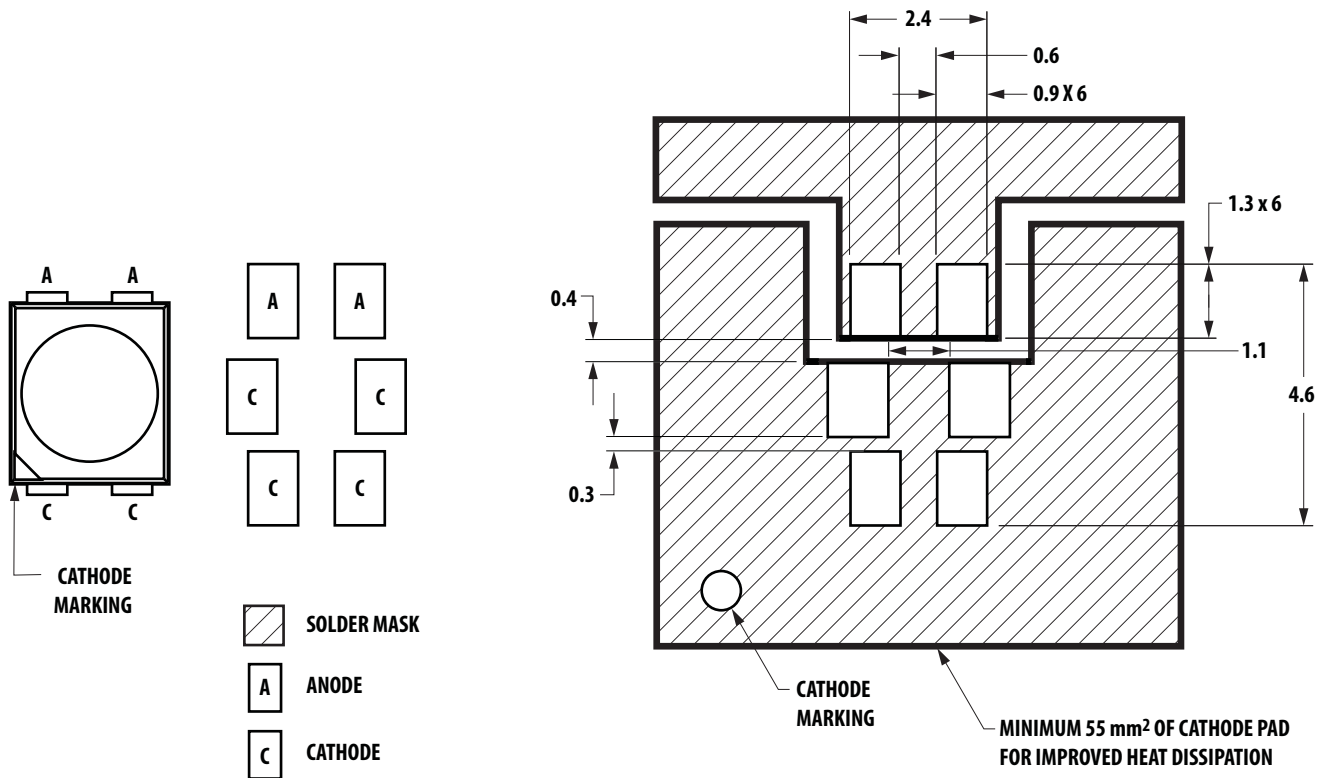 2.4
0.6
0.9 X 6
1.3 x 6
A A
A A
0.4
1.1
C C
4.6
C C
0.3
C C
CATHODE
MARKING
SOLDER MASK
A ANODE
C CATHODE
CATHODE
MARKING
MINIMUM 55 mm² OF CATHODE PAD
FOR IMPROVED HEAT DISSIPATION